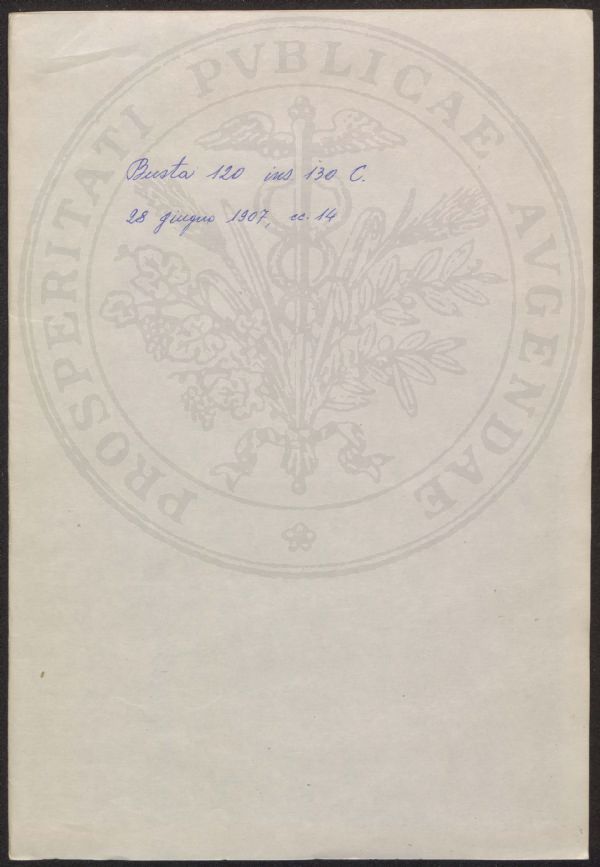 PROSPERITATI PVBLICAE AVGENDAE
Busta 120 ins 130 C.
28 giugno 1907, cc. 14